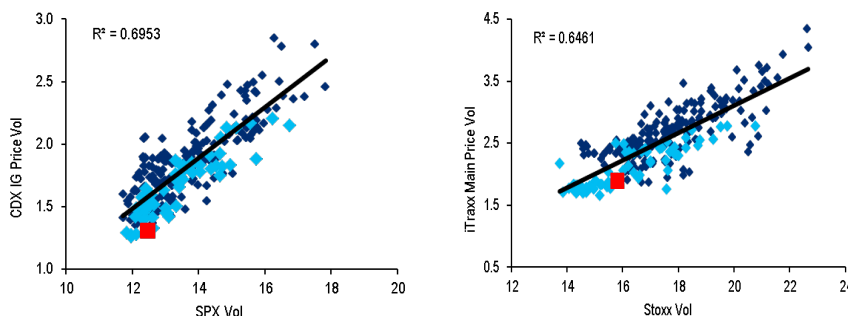 R² = 0.6953
CDX IG Price Vol
3.0
2.5
2.0
1.5
1.0
10 12 14 16 18 20
SPX Vol
R² = 0.6461
iTraxx Main Price Vol
4.5
3.5
2.5
1.5
0.5
12 14 16 18 20 22 24
Stoxx Vol